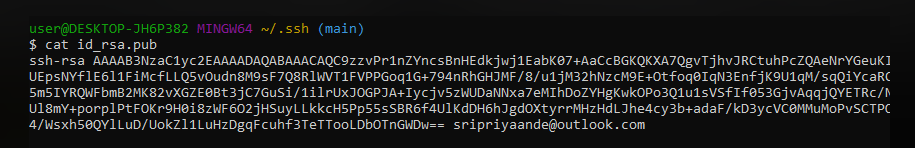 user@DESKTOP-JH6P382 MINGW64 ~/.ssh (main)
$ cat id_rsa.pub
ssh-rsa AAAAB3NzaC1yc2EAAAADAQABAAACAQC9zzvPr1nZYncsBnHEdkjwj1EabK07+AaCcBGKQKXA7QgvTjhvJRCtuhPcZQAeNrYGeuKI
UEpsNYflE6l1FiMcfLLQ5vOudn8M9sF7Q8RlWVT1FVPPGoq1G+794nRhGHJMF/8/u1jM32hNzcM9E+Otfoq0IqN3EnfjK9U1qM/sqQiYcaRC
5m5IYRQWFbmB2MK82vXGZE0Bt3jC7GuSi/1ilrUxJOGPJA+Iycjv5zWUDaNNxa7eMIhDoZYHgKwkOPo3Q1u1sVSfIf053GjvAqqjQYETRc/N
Ul8mY+porplPtFOKr9H0i8zWF6O2jHSuyLLkkcH5Pp55sSBR6f4UlKdDH6hJgdOXtyrrMHzHdLJhe4cy3b+adaF/kD3ycVC0MMuMoPvSCTPO
4/Wsxh50QYlLuD/UokZl1LuHzDgqFcuhf3TeTTooLDbOTnGWDw== sripriyaande@outlook.com